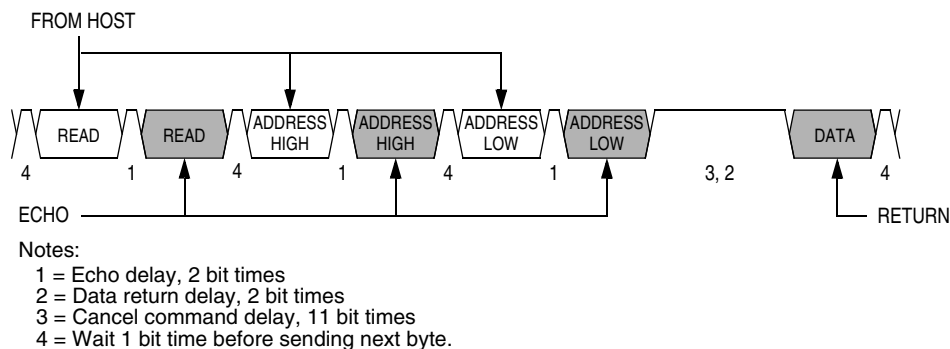 FROM HOST
READ READ ADDRESS HIGH ADDRESS HIGH ADDRESS LOW ADDRESS LOW DATA
4 1 4 1 4 1 3, 2 4
ECHO RETURN
Notes:
1 = Echo delay, 2 bit times
2 = Data return delay, 2 bit times
3 = Cancel command delay, 11 bit times
4 = Wait 1 bit time before sending next byte.